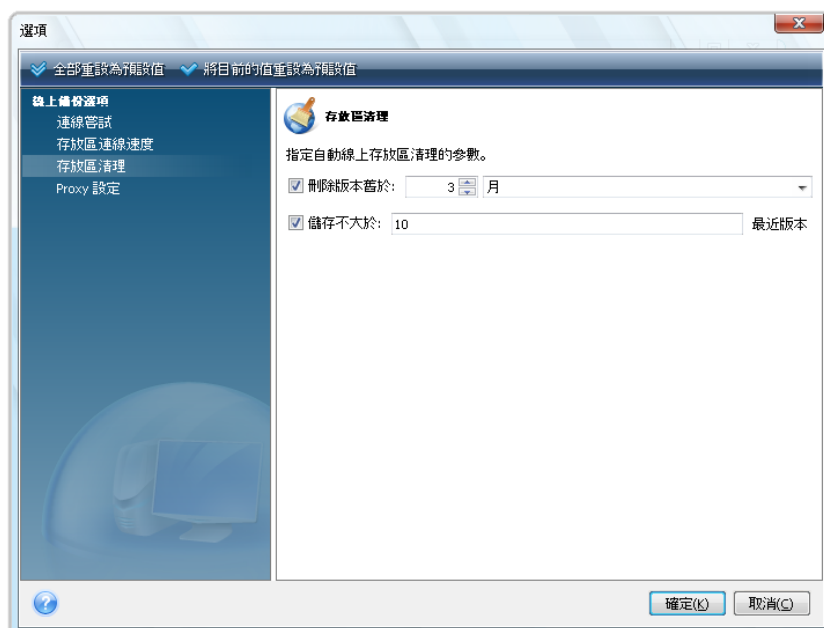 選項
全部重設為預設值 將目前的值重設為預設值
線上備份選項
連線嘗試
存放區連線速度
存放區清理
Proxy 設定
存放區清理
指定自動線上存放區清理的參數。
刪除版本舊於: 3 月
儲存不大於: 10 最近版本
確定(K) 取消(C)